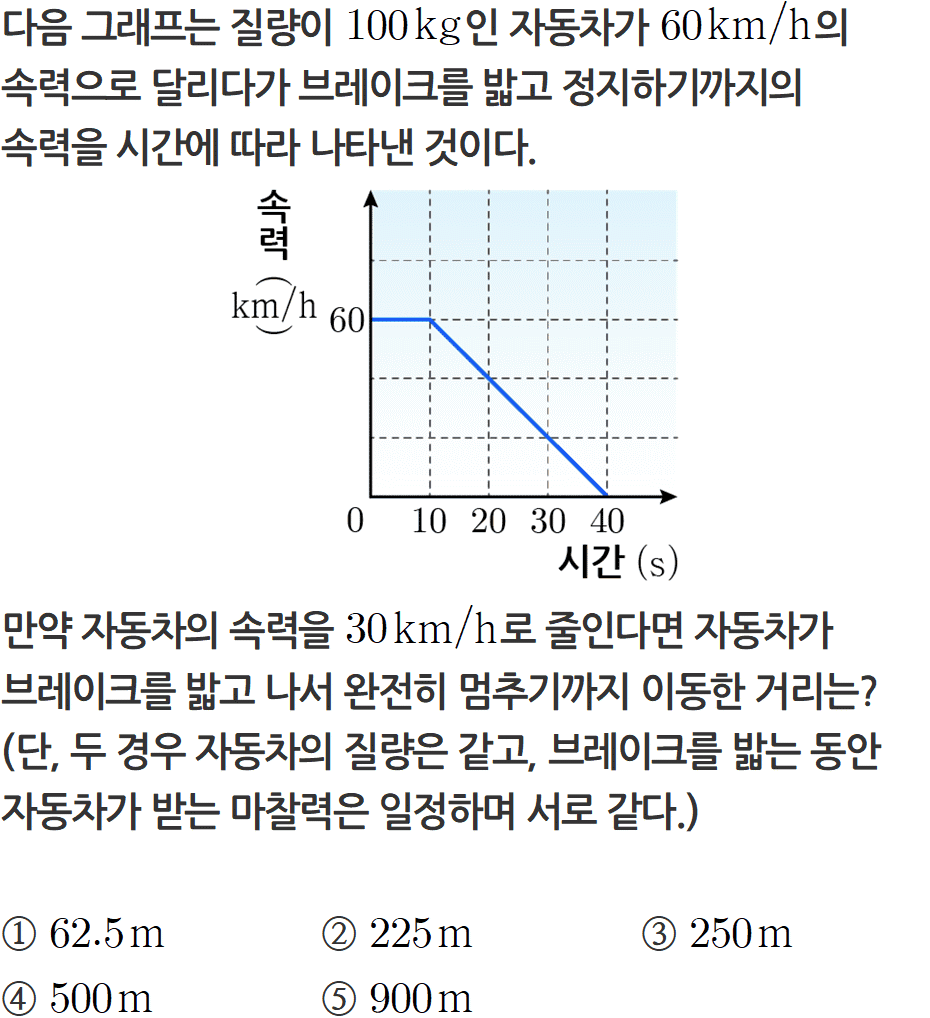 다음 그래프는 질량이 100 kg인 자동차가 60 km/h의
속력으로 달리다가 브레이크를 밟고 정지하기까지의
속력을 시간에 따라 나타낸 것이다.
속
력
(km/h)
60
0 10 20 30 40
시간 (s)
만약 자동차의 속력을 30 km/h로 줄인다면 자동차가
브레이크를 밟고 나서 완전히 멈추기까지 이동한 거리는?
(단, 두 경우 자동차의 질량은 같고, 브레이크를 밟는 동안
자동차가 받는 마찰력은 일정하며 서로 같다.)
① 62.5 m ② 225 m ③ 250 m
④ 500 m ⑤ 900 m